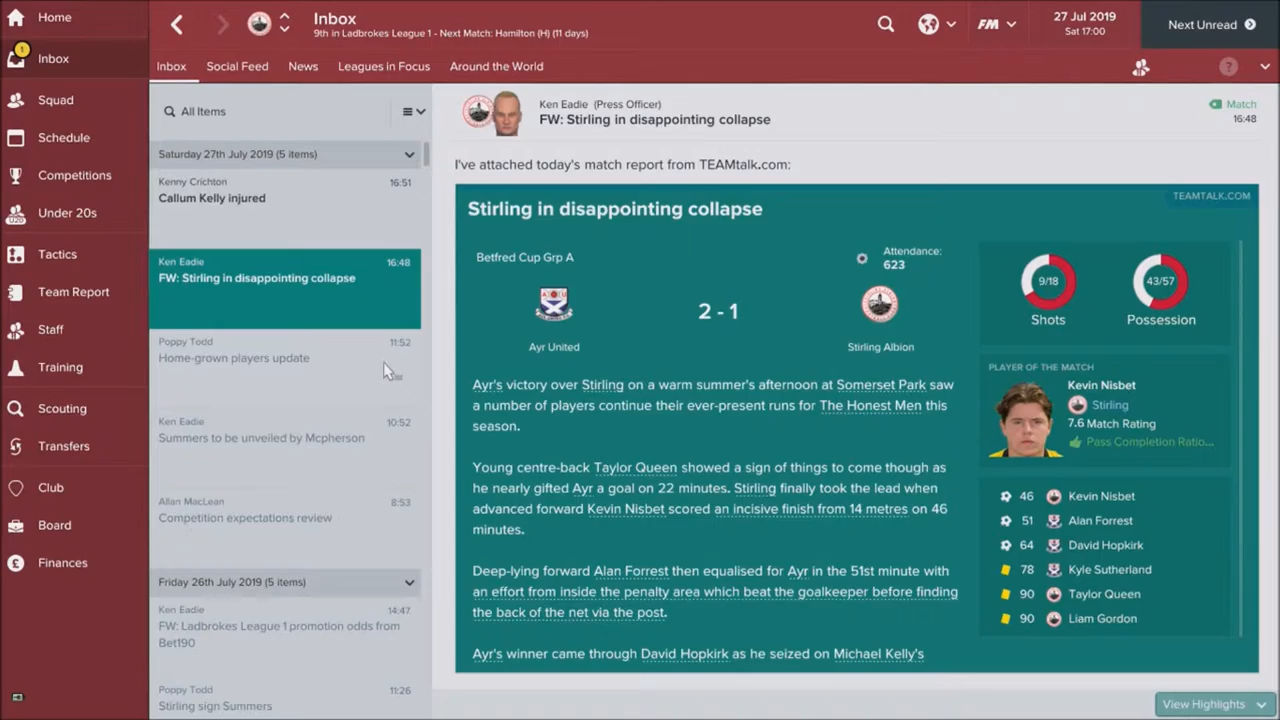 Home
Inbox
1
Squad
Schedule
Competitions
Under 20s
U20
Tactics
Team Report
Staff
Training
Scouting
Transfers
Club
Board
Finances
Inbox
9th in Ladbrokes League 1 - Next Match: Hamilton (H) (11 days)
FM
27 Jul 2019
Sat 17:00
Next Unread
Inbox Social Feed News Leagues in Focus Around the World
?
All Items
Saturday 27th July 2019 (5 items)
Kenny Crichton 16:51
Callum Kelly injured
Ken Eadie 16:48
FW: Stirling in disappointing collapse
Poppy Todd 11:52
Home-grown players update
Ken Eadie 10:52
Summers to be unveiled by Mcpherson
Allan MacLean 8:53
Competition expectations review
Friday 26th July 2019 (5 items)
Ken Eadie 14:47
FW: Ladbrokes League 1 promotion odds from
Bet190
Poppy Todd 11:26
Stirling sign Summers
Ken Eadie (Press Officer)
FW: Stirling in disappointing collapse
Match
16:48
I've attached today's match report from TEAMtalk.com:
TEAMTALK.COM
Stirling in disappointing collapse
Betfred Cup Grp A
Attendance:
623
2 - 1
Ayr United
Stirling Albion
Ayr's victory over Stirling on a warm summer's afternoon at Somerset Park saw
a number of players continue their ever-present runs for The Honest Men this
season.
Young centre-back Taylor Queen showed a sign of things to come though as
he nearly gifted Ayr a goal on 22 minutes. Stirling finally took the lead when
advanced forward Kevin Nisbet scored an incisive finish from 14 metres on 46
minutes.
Deep-lying forward Alan Forrest then equalised for Ayr in the 51st minute with
an effort from inside the penalty area which beat the goalkeeper before finding
the back of the net via the post.
Ayr's winner came through David Hopkirk as he seized on Michael Kelly's
9/18
Shots
43/57
Possession
PLAYER OF THE MATCH
Kevin Nisbet
Stirling
7.6 Match Rating
Pass Completion Ratio...
46 Kevin Nisbet
51 Alan Forrest
64 David Hopkirk
78 Kyle Sutherland
90 Taylor Queen
90 Liam Gordon
View Highlights